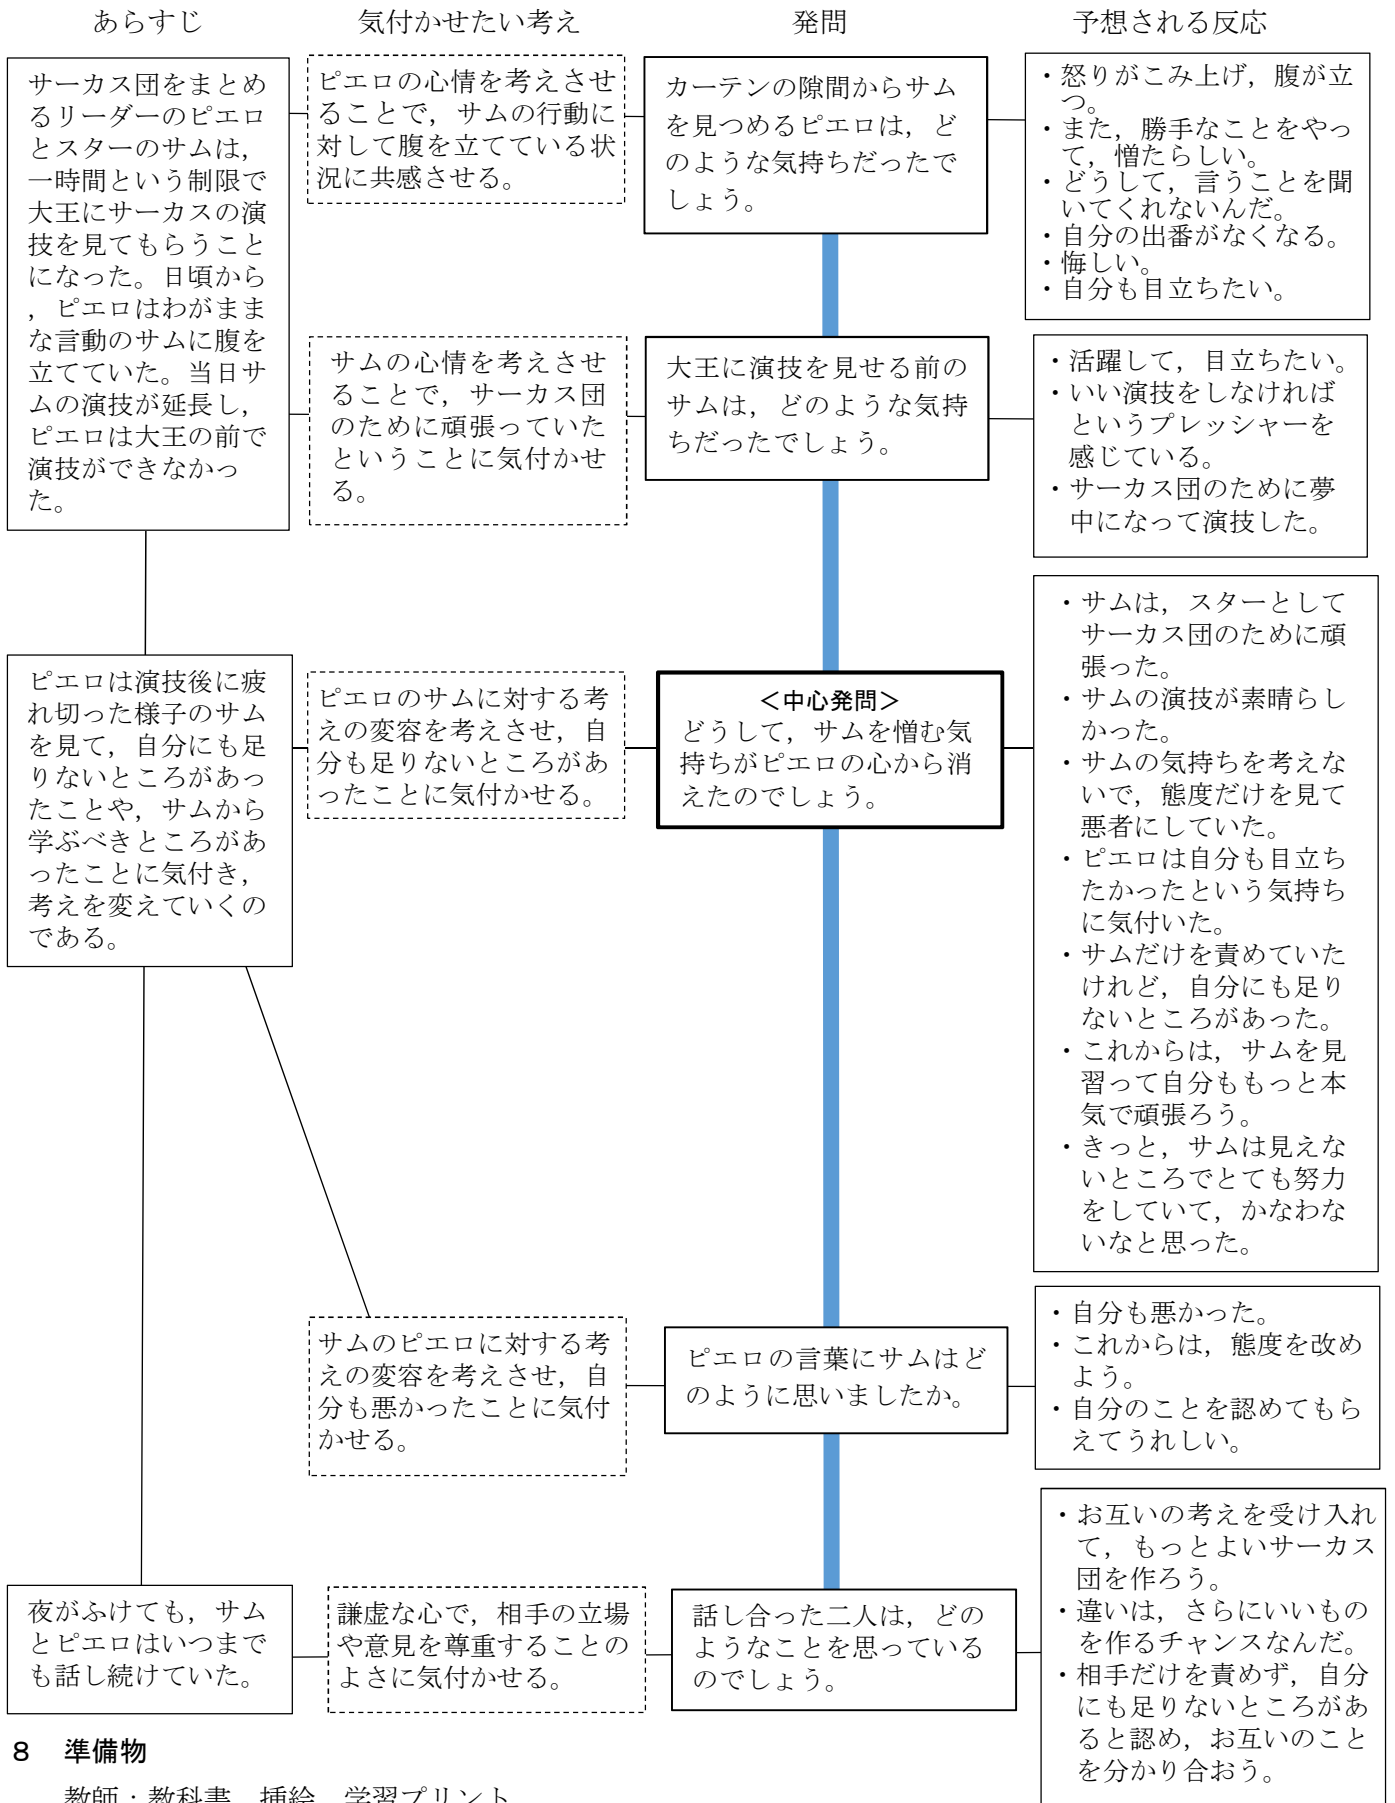 あらすじ
気付かせたい考え
発問
予想される反応
サーカス団をまとめ
るリーダーのピエロ
とスターのサムは，
一時間という制限で
大王にサーカスの演
技を見てもらうこと
になった。日頃から
，ピエロはわがまま
な言動のサムに腹を
立てていた。当日サ
ムの演技が延長し，
ピエロは大王の前で
演技ができなかっ
た。
ピエロの心情を考えさせ
ることで，サムの行動に
対して腹を立てている状
況に共感させる。
カーテンの隙間からサム
を見つめるピエロは，ど
のような気持ちだったで
しょう。
・怒りがこみ上げ，腹が立
つ。
・また，勝手なことをやっ
て，憎たらしい。
・どうして，言うことを聞
いてくれないんだ。
・自分の出番がなくなる。
・悔しい。
・自分も目立ちたい。
サムの心情を考えさせ
ることで，サーカス団
のために頑張っていた
ということに気付かせ
る。
大王に演技を見せる前の
サムは，どのような気持
ちだったでしょう。
・活躍して，目立ちたい。
・いい演技をしなければ
というプレッシャーを
感じている。
・サーカス団のために夢
中になって演技した。
ピエロは演技後に疲
れ切った様子のサム
を見て，自分にも足
りないところがあっ
たことや，サムから
学ぶべきところがあ
ったことに気付き，
考えを変えていくの
である。
ピエロのサムに対する考
えの変容を考えさせ，自
分も足りないところがあ
ったことに気付かせる。
＜中心発問＞
どうして，サムを憎む気
持ちがピエロの心から消
えたのでしょう。
・サムは，スターとして
サーカス団のために頑
張った。
・サムの演技が素晴らし
かった。
・サムの気持ちを考えな
いで，態度だけを見て
悪者にしていた。
・ピエロは自分も目立ち
たかったという気持ち
に気付いた。
・サムだけを責めていた
けれど，自分にも足り
ないところがあった。
・これからは，サムを見
習って自分ももっと本
気で頑張ろう。
・きっと，サムは見えな
いところでとても努力
をしていて，かなわな
いなと思った。
サムのピエロに対する考
えの変容を考えさせ，自
分も悪かったことに気付
かせる。
ピエロの言葉にサムはど
のように思いましたか。
・自分も悪かった。
・これからは，態度を改め
よう。
・自分のことを認めてもら
えてうれしい。
夜がふけても，サム
とピエロはいつまで
も話し続けていた。
謙虚な心で，相手の立場
や意見を尊重することの
よさに気付かせる。
話し合った二人は，どの
ようなことを思っている
のでしょう。
・お互いの考えを受け入れ
て，もっとよいサーカス
団を作ろう。
・違いは，さらにいいもの
を作るチャンスなんだ。
・相手だけを責めず，自分
にも足りないところがあ
ると認め，お互いのこと
を分かり合おう。
８　準備物
教師：教科書，挿絵，学習プリント